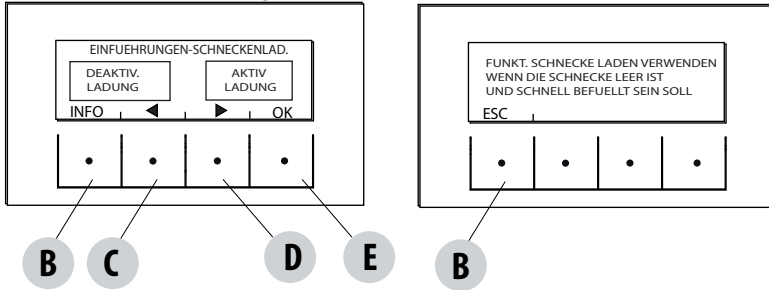 EINFUEHRUNGEN-SCHNECKENLAD.
DEAKTIV.
LADUNG
AKTIV
LADUNG
INFO ◀ ▶ OK
B C D E
FUNKT. SCHNECKE LADEN VERWENDEN
WENN DIE SCHNECKE LEER IST
UND SCHNELL BEFUELLT SEIN SOLL
ESC
B